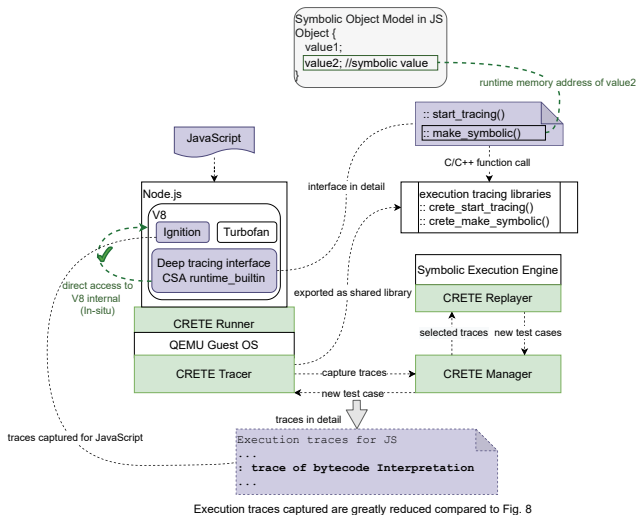 Symbolic Object Model in JS
Object {
value1;
value2; //symbolic value
}
runtime memory address of value2
:: start_tracing()
:: make_symbolic()
JavaScript
C/C++ function call
Node.js
interface in detail
execution tracing libraries
:: crete_start_tracing()
:: crete_make_symbolic()
V8
Ignition
Turbofan
Deep tracing interface
CSA runtime_builtin
direct access to
V8 internal
(In-situ)
exported as shared library
Symbolic Execution Engine
CRETE Replayer
CRETE Runner
selected traces
new test cases
QEMU Guest OS
CRETE Tracer
capture traces
CRETE Manager
new test case
traces in detail
traces captured for JavaScript
Execution traces for JS
...
: trace of bytecode Interpretation
...
Execution traces captured are greatly reduced compared to Fig. 8